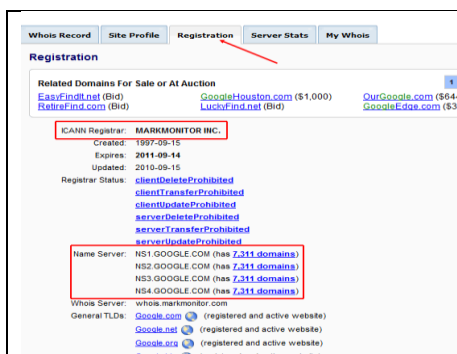 Whois Record Site Profile Registration Server Stats My Whois
Registration
Related Domains For Sale or At Auction 1
EasyFindIt.net (Bid) GoogleHouston.com ($1,000) OurGoogle.com ($64
RetireFind.com (Bid) LuckyFind.net (Bid) GoogleEdge.com ($3
ICANN Registrar: MARKMONITOR INC.
Created: 1997-09-15
Expires: 2011-09-14
Updated: 2010-09-15
Registrar Status: clientDeleteProhibited
clientTransferProhibited
clientUpdateProhibited
serverDeleteProhibited
serverTransferProhibited
serverUpdateProhibited
Name Server: NS1.GOOGLE.COM (has 7,311 domains)
NS2.GOOGLE.COM (has 7,311 domains)
NS3.GOOGLE.COM (has 7,311 domains)
NS4.GOOGLE.COM (has 7,311 domains)
Whois Server: whois.markmonitor.com
General TLDs: Google.com (registered and active website)
Google.net (registered and active website)
Google.org (registered and active website)